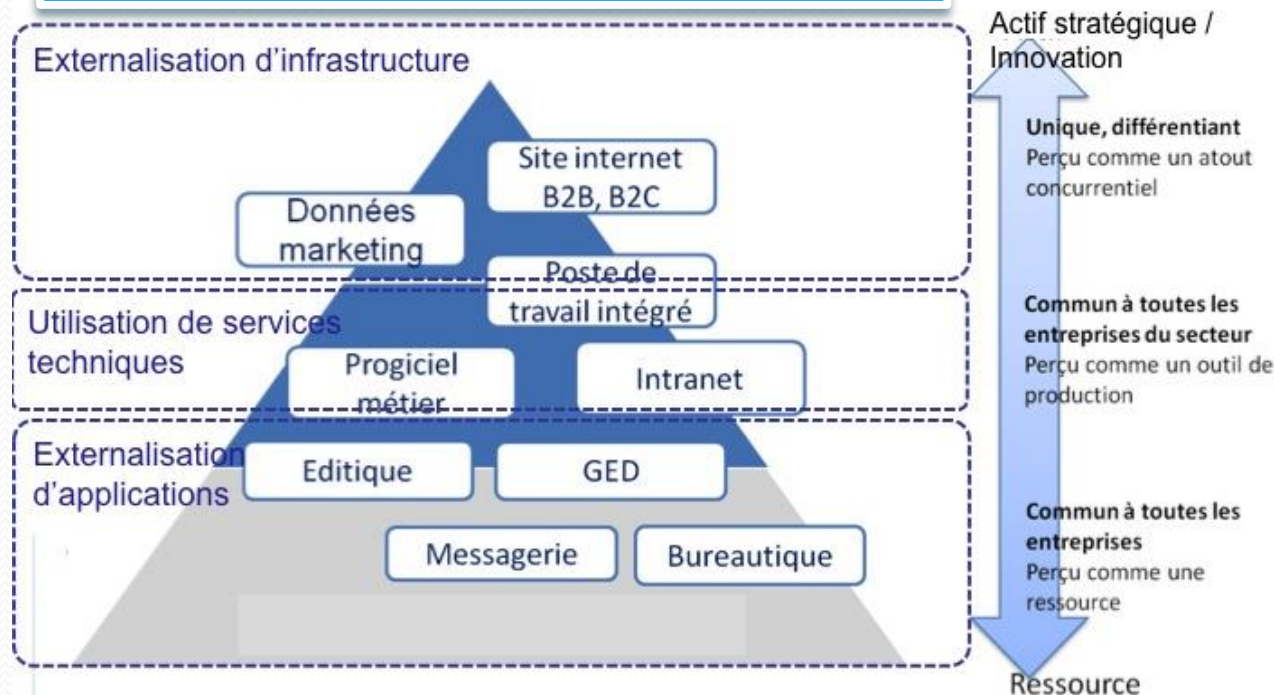 Actif stratégique /
Innovation
Externalisation d'infrastructure
Unique, différentiant
Perçu comme un atout
concurrentiel
Site internet
B2B, B2C
Données
marketing
Poste de
travail intégré
Utilisation de services
techniques
Commun à toutes les
entreprises du secteur
Perçu comme un outil de
production
Progiciel
métier
Intranet
Externalisation
d'applications
Editique
GED
Messagerie
Bureautique
Commun à toutes les
entreprises
Perçu comme une
ressource
Ressource